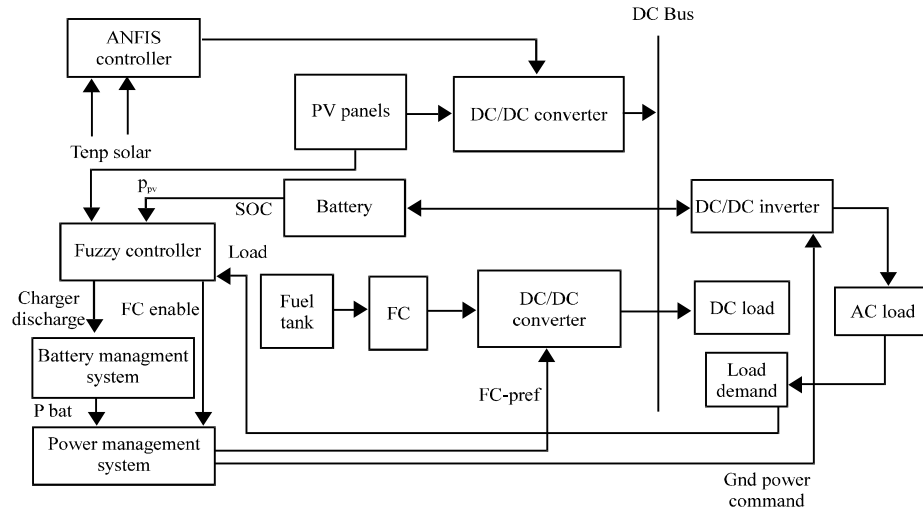 DC Bus
ANFIS
controller
PV panels
DC/DC converter
Tenp solar
p_pv
SOC
Battery
DC/DC inverter
Fuzzy controller
Load
Charger
discharge
FC enable
Fuel
tank
FC
DC/DC
converter
DC load
AC load
Battery managment
system
FC-pref
Load
demand
P bat
Power management
system
Gnd power
command